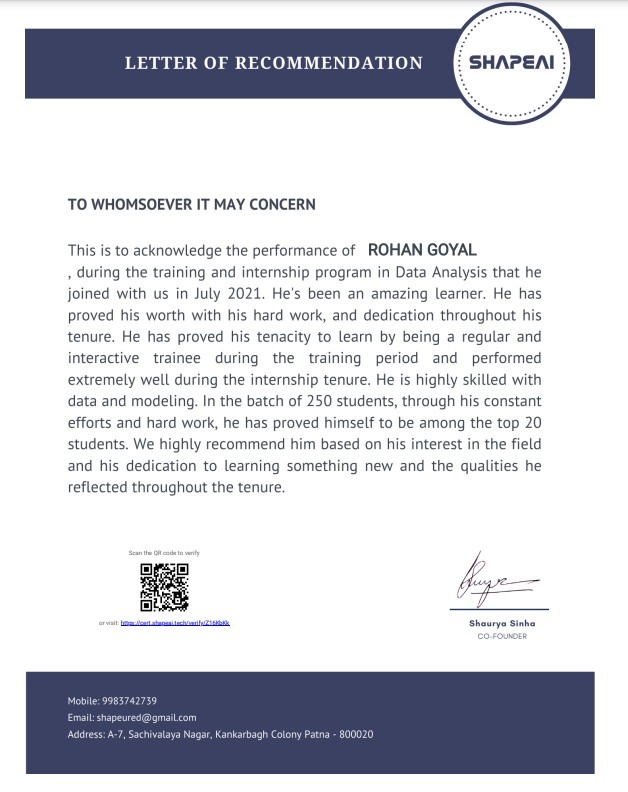 LETTER OF RECOMMENDATION
SHAPEAI
TO WHOMSOEVER IT MAY CONCERN
This is to acknowledge the performance of ROHAN GOYAL
, during the training and internship program in Data Analysis that he
joined with us in July 2021. He's been an amazing learner. He has
proved his worth with his hard work, and dedication throughout his
tenure. He has proved his tenacity to learn by being a regular and
interactive trainee during the training period and performed
extremely well during the internship tenure. He is highly skilled with
data and modeling. In the batch of 250 students, through his constant
efforts and hard work, he has proved himself to be among the top 20
students. We highly recommend him based on his interest in the field
and his dedication to learning something new and the qualities he
reflected throughout the tenure.
Scan the QR code to verify
or visit: https://cert.shapeai.tech/verify/Z16KbKk
Shaurya Sinha
CO-FOUNDER
Mobile: 9983742739
Email: shapeured@gmail.com
Address: A-7, Sachivalaya Nagar, Kankarbagh Colony Patna - 800020